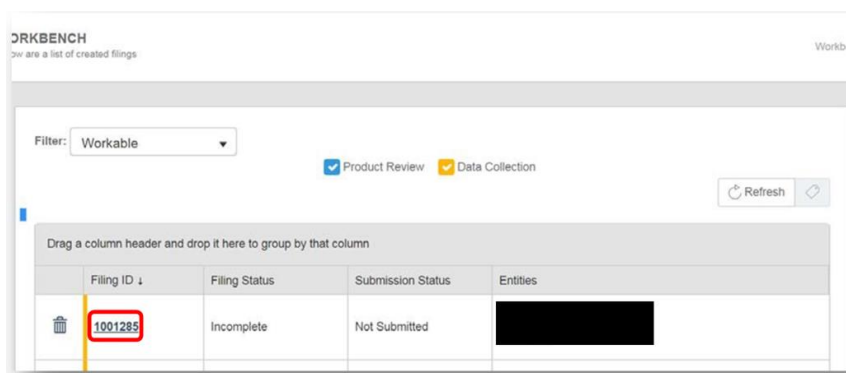 ORKBENCH
ow are a list of created filings
Workb
Filter: Workable
Product Review Data Collection
Refresh
Drag a column header and drop it here to group by that column
Filing ID ↓ Filing Status Submission Status Entities
1001285 Incomplete Not Submitted